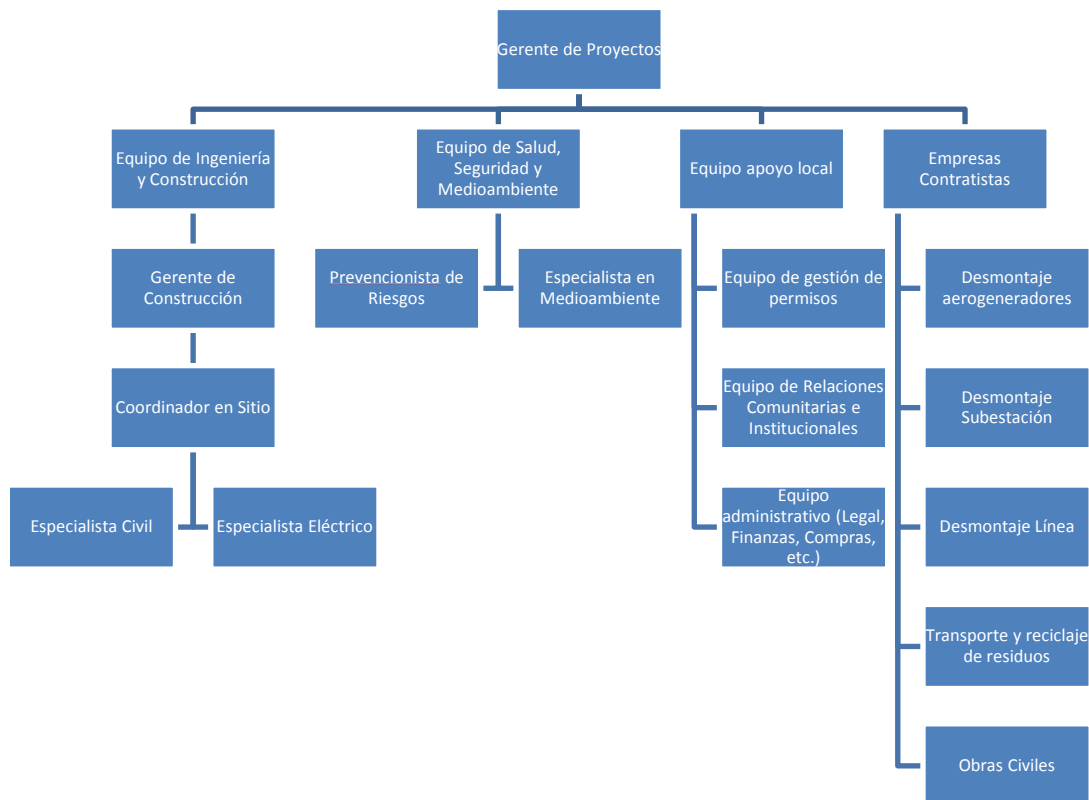 Gerente de Proyectos
Equipo de Ingeniería
y Construcción
Equipo de Salud,
Seguridad y
Medioambiente
Equipo apoyo local
Empresas
Contratistas
Gerente de
Construcción
Prevencionista de
Riesgos
Especialista en
Medioambiente
Equipo de gestión de
permisos
Desmontaje
aerogeneradores
Coordinador en Sitio
Equipo de Relaciones
Comunitarias e
Institucionales
Desmontaje
Subestación
Especialista Civil
Especialista Eléctrico
Equipo
administrativo (Legal,
Finanzas, Compras,
etc.)
Desmontaje Línea
Transporte y reciclaje
de residuos
Obras Civiles